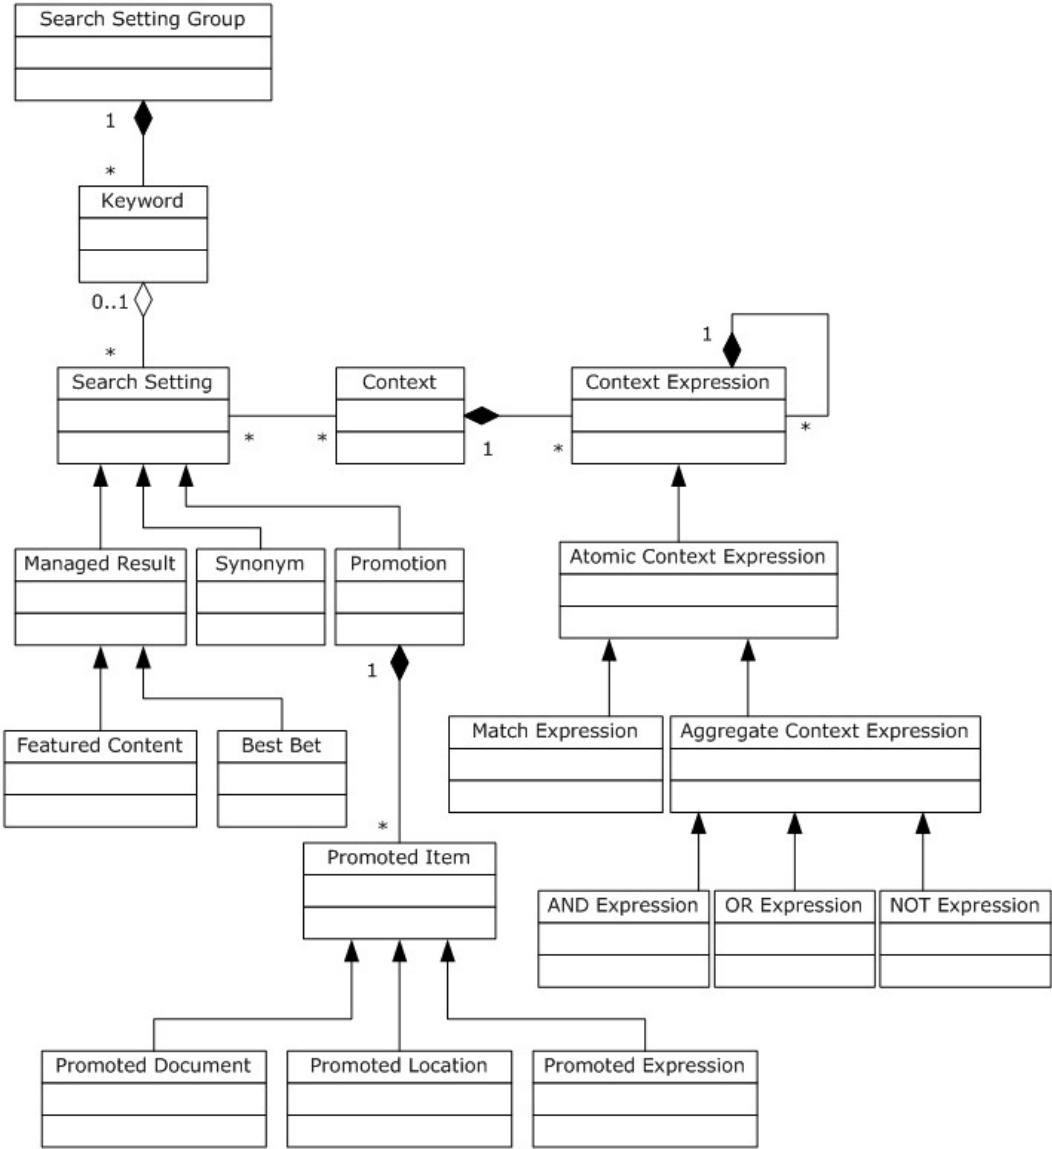 Search Setting Group
1
*
Keyword
0..1
*
1
Search Setting
Context
Context Expression
*
*
*
1
*
Managed Result
Synonym
Promotion
Atomic Context Expression
1
Match Expression
Aggregate Context Expression
Featured Content
Best Bet
*
Promoted Item
AND Expression
OR Expression
NOT Expression
Promoted Document
Promoted Location
Promoted Expression